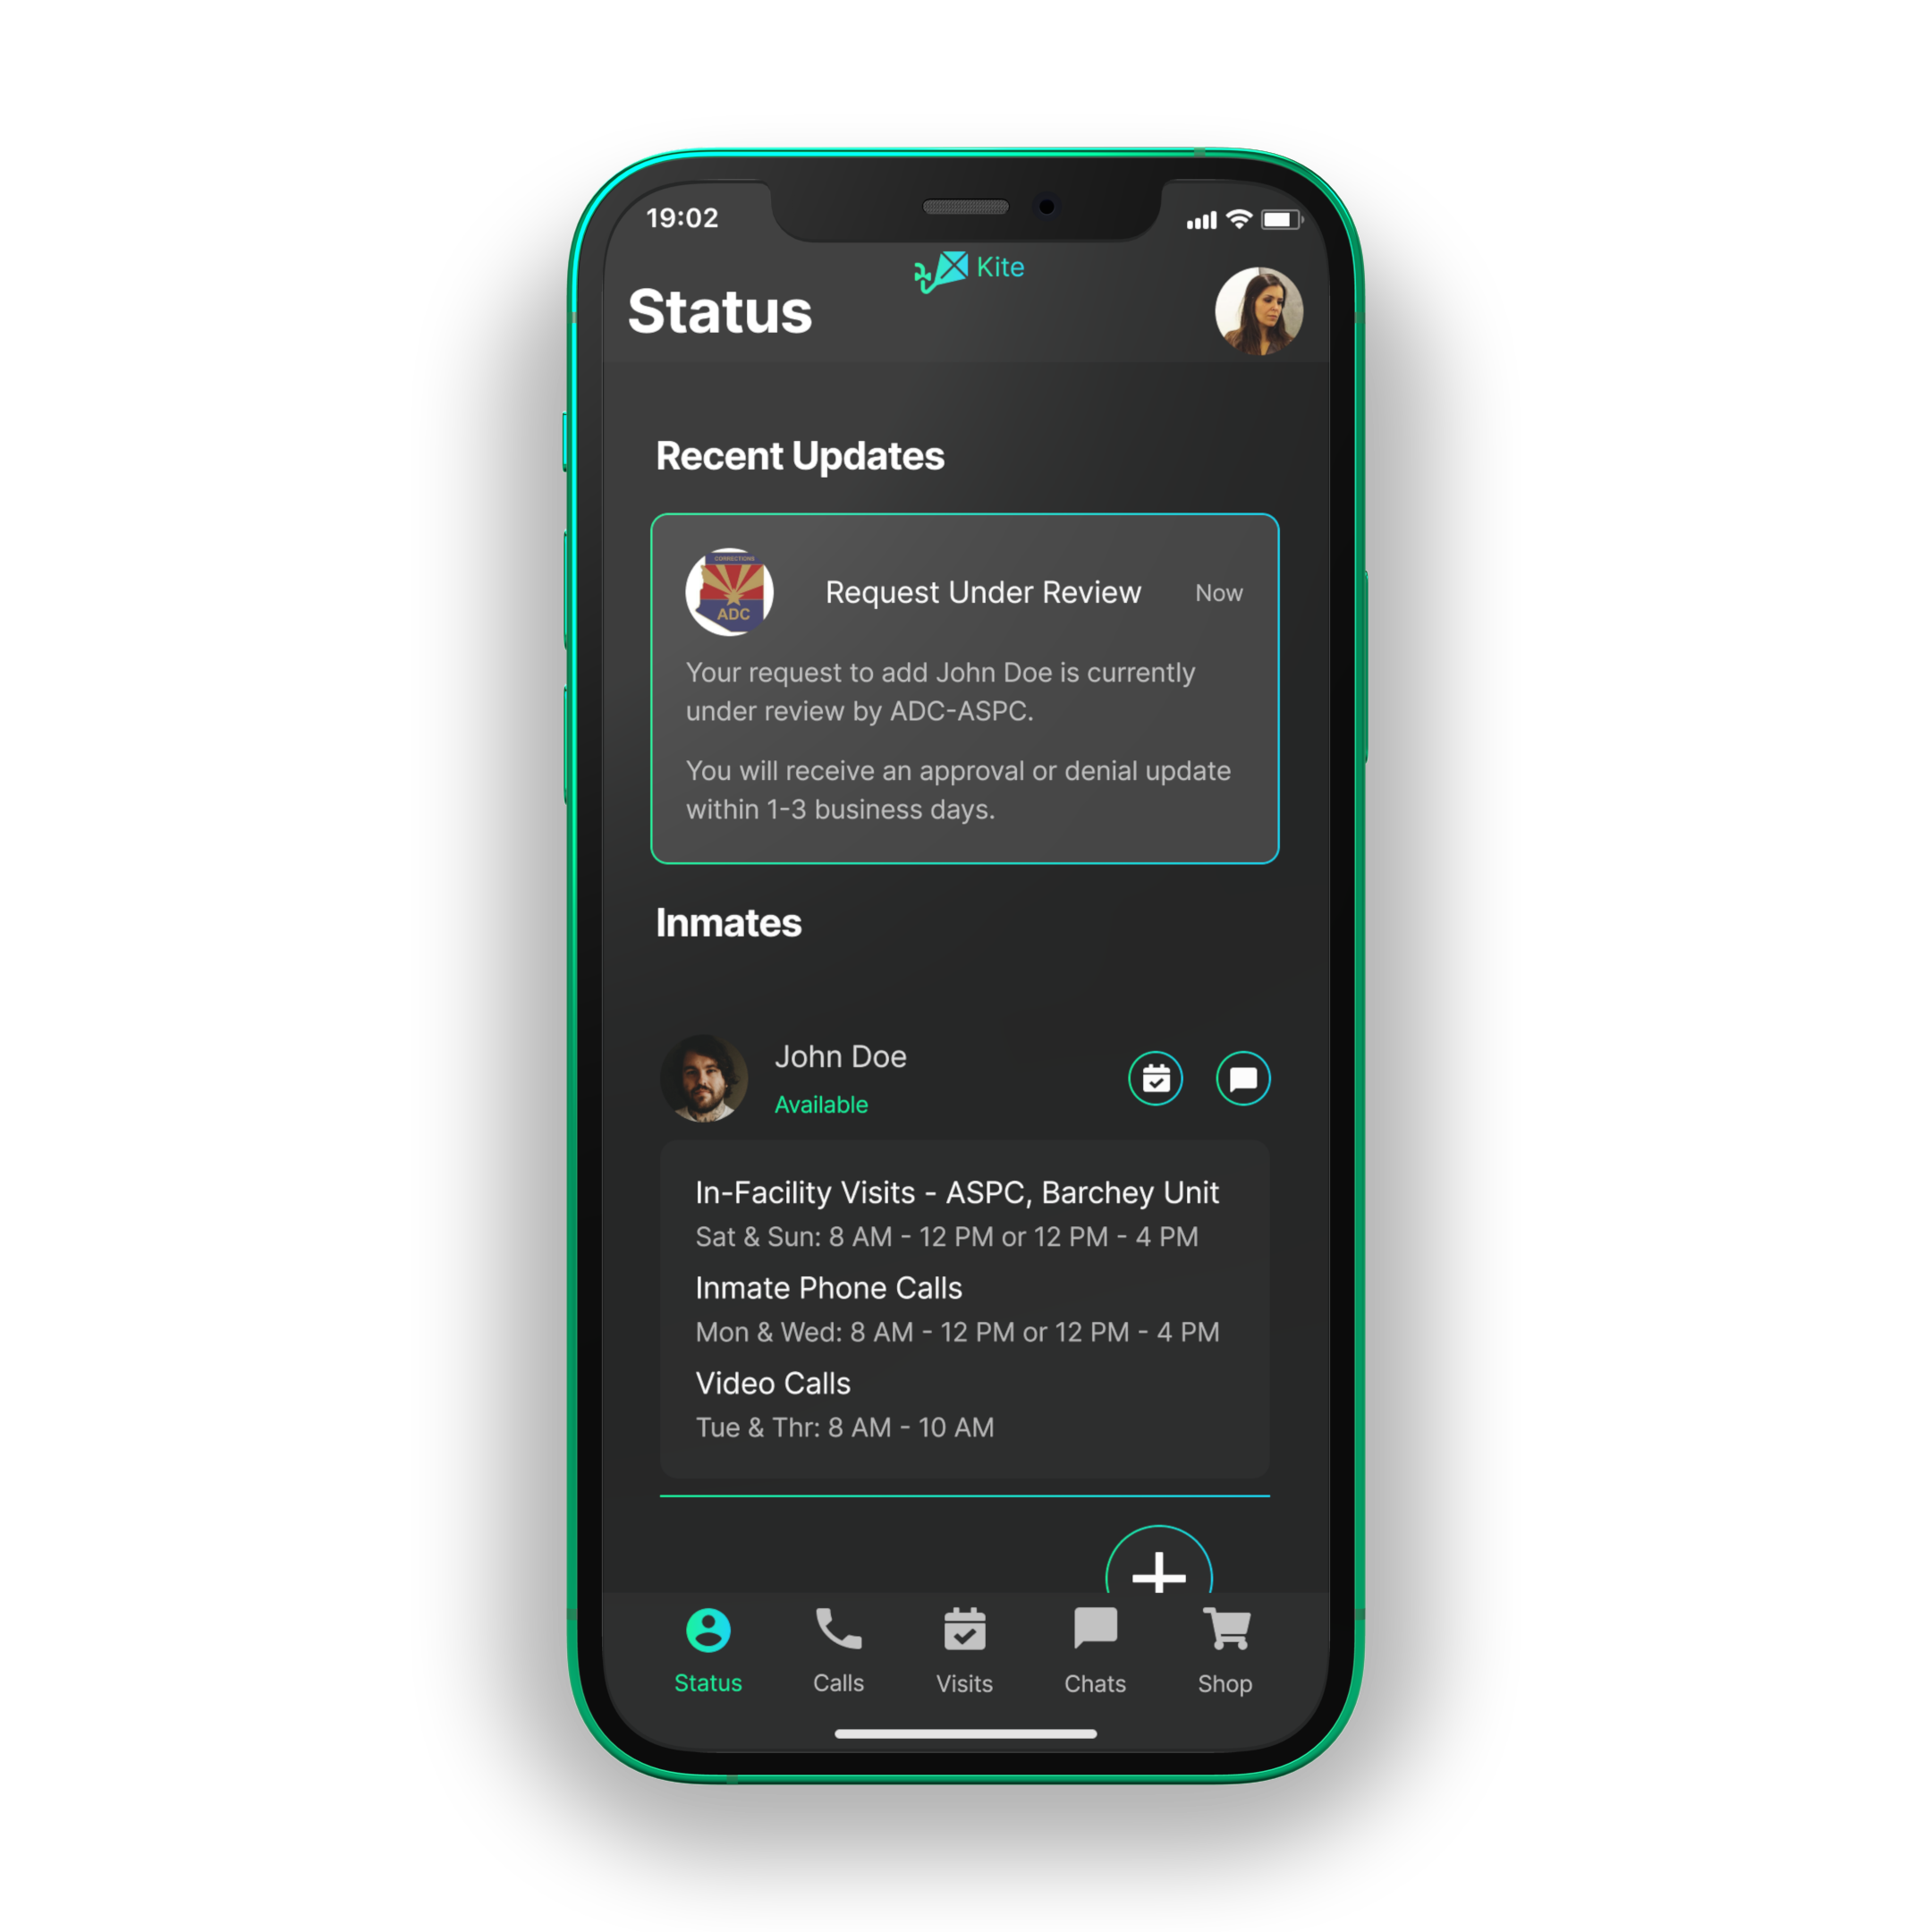 19:02
Kite
Status
Recent Updates
CORRECTIONS
ADC
Request Under Review
Now
Your request to add John Doe is currently
under review by ADC-ASPC.
You will receive an approval or denial update
within 1-3 business days.
Inmates
John Doe
Available
In-Facility Visits - ASPC, Barchey Unit
Sat & Sun: 8 AM - 12 PM or 12 PM - 4 PM
Inmate Phone Calls
Mon & Wed: 8 AM - 12 PM or 12 PM - 4 PM
Video Calls
Tue & Thr: 8 AM - 10 AM
Status
Calls
Visits
Chats
Shop